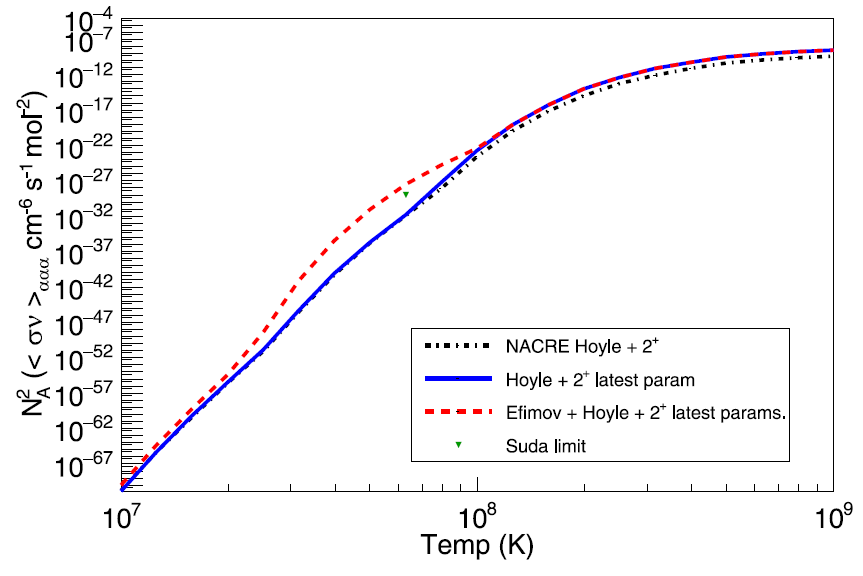 N_A^2 (< σν >_ααα cm^-6 s^-1 mol^-2)
10^-4
10^-7
10^-12
10^-17
10^-22
10^-27
10^-32
10^-37
10^-42
10^-47
10^-52
10^-57
10^-62
10^-67
NACRE Hoyle + 2^+
Hoyle + 2^+ latest param
Efimov + Hoyle + 2^+ latest params.
Suda limit
10^7 10^8 10^9
Temp (K)